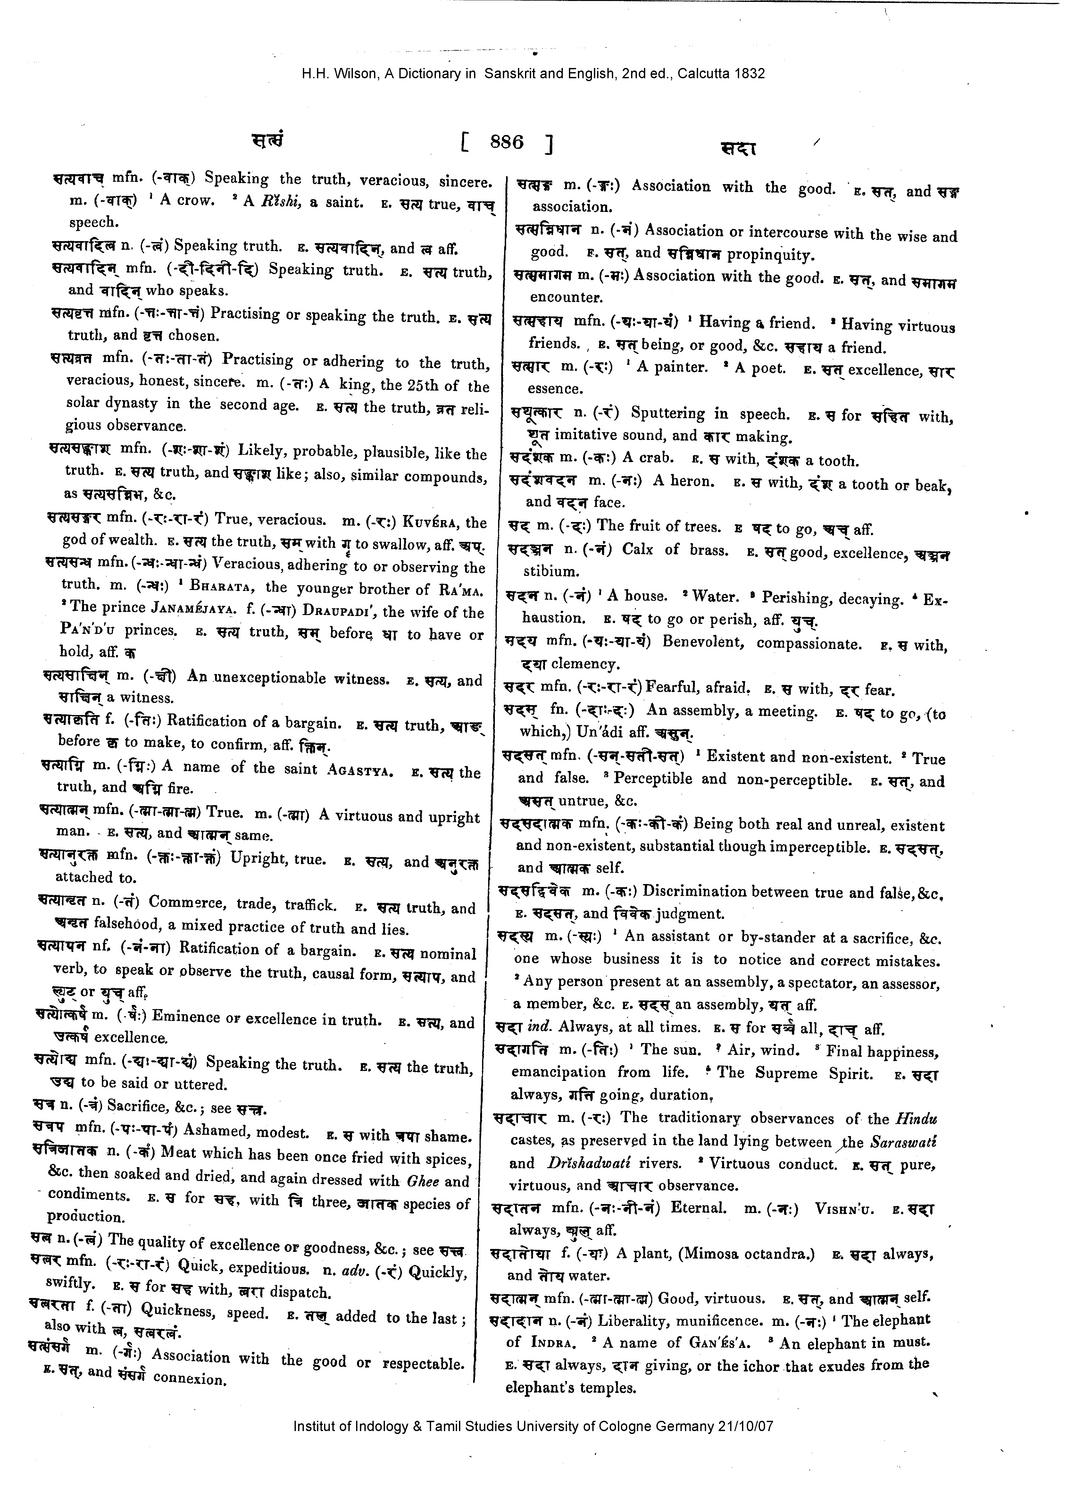 H.H. Wilson, A Dictionary in Sanskrit and English, 2nd ed., Calcutta 1832
सत्सं
[ 886 ]
सदा
सत्यवाच् mfn. (-वाक्) Speaking the truth, veracious, sincere.
m. (-वाक्) ¹ A crow. ² A Rĭshi, a saint. E. सत्य true, वाच्
speech.
सत्यवादिल n. (-लं) Speaking truth. E. सत्यवादिन्, and त्व aff.
सत्यवादिन् mfn. (-दी-दिनी-दि) Speaking truth. E. सत्य truth,
and वादिन् who speaks.
सत्यवृत्त mfn. (-त्तः-त्ता-त्तं) Practising or speaking the truth. E. सत्य
truth, and वृत्त chosen.
सत्यव्रत mfn. (-तः-ता-तं) Practising or adhering to the truth,
veracious, honest, sincere. m. (-तः) A king, the 25th of the
solar dynasty in the second age. E. सत्य the truth, व्रत reli-
gious observance.
सत्यसङ्काश mfn. (-शः-शा-शं) Likely, probable, plausible, like the
truth. E. सत्य truth, and सङ्काश like; also, similar compounds,
as सत्यसन्निभ, &c.
सत्यसङ्गर mfn. (-रः-रा-रं) True, veracious. m. (-रः) KUVÉRA, the
god of wealth. E. सत्य the truth, सम् with गॄ to swallow, aff. अप्.
सत्यसन्ध mfn. (-न्धः-न्धा-न्धं) Veracious, adhering to or observing the
truth. m. (-न्धः) ¹ BHARATA, the younger brother of RA'MA.
² The prince JANAMÉJAYA. f. (-न्धा) DRAUPADI', the wife of the
PA'N'D'U princes. E. सत्य truth, सम् before धा to have or
hold, aff. क
सत्यसाक्षिन् m. (-क्षी) An unexceptionable witness. E. सत्य, and
साक्षिन् a witness.
सत्याकृति f. (-तिः) Ratification of a bargain. E. सत्य truth, आङ्
before कृ to make, to confirm, aff. क्तिन्.
सत्याग्नि m. (-ग्निः) A name of the saint AGASTYA. E. सत्य the
truth, and अग्नि fire.
सत्यात्मन् mfn. (-त्मा-त्मा-त्म) True. m. (-त्मा) A virtuous and upright
man. E. सत्य, and आत्मन् same.
सत्यानुरक्त mfn. (-क्तः-क्ता-क्तं) Upright, true. E. सत्य, and अनुरक्त
attached to.
सत्यानृत n. (-तं) Commerce, trade, traffick. E. सत्य truth, and
अनृत falsehood, a mixed practice of truth and lies.
सत्यापन nf. (-नं-ना) Ratification of a bargain. E. सत्य nominal
verb, to speak or observe the truth, causal form, सत्याप, and
ल्युट् or युच् aff.
सत्योत्कर्ष m. (-र्षः) Eminence or excellence in truth. E. सत्य, and
उत्कर्ष excellence.
सत्योद्य mfn. (-द्यः-द्या-द्यं) Speaking the truth. E. सत्य the truth,
उद्य to be said or uttered.
सत्र n. (-त्रं) Sacrifice, &c.; see सत्त्र.
सत्रप mfn. (-पः-पा-पं) Ashamed, modest. E. स with त्रपा shame.
सत्रिजातक n. (-कं) Meat which has been once fried with spices,
&c. then soaked and dried, and again dressed with Ghee and
condiments. E. स for सह, with त्रि three, जातक species of
production.
सत्व n. (-त्वं) The quality of excellence or goodness, &c.; see सत्त्व
सत्वर mfn. (-रः-रा-रं) Quick, expeditious. n. adv. (-रं) Quickly,
swiftly. E. स for सह with, त्वरा dispatch.
सत्वरता f. (-ता) Quickness, speed. E. तल् added to the last;
also with त्व, सत्वरत्वं.
सत्संसर्ग m. (-र्गः) Association with the good or respectable.
E. सत्, and संसर्ग connexion.
सत्सङ्ग m. (-ङ्गः) Association with the good. E. सत्, and सङ्ग
association.
सत्सन्निधान n. (-नं) Association or intercourse with the wise and
good. E. सत्, and सन्निधान propinquity.
सत्समागम m. (-मः) Association with the good. E. सत्, and समागम
encounter.
सत्सहाय mfn. (-यः-या-यं) ¹ Having a friend. ² Having virtuous
friends. E. सत् being, or good, &c. सहाय a friend.
सत्सार m. (-रः) ¹ A painter. ² A poet. E. सत् excellence, सार
essence.
सथूत्कार n. (-रं) Sputtering in speech. E. स for सहित with,
थूत imitative sound, and कार making.
सदंशक m. (-कः) A crab. E. स with, दंशक a tooth.
सदंशवदन m. (-नः) A heron. E. स with, दंश a tooth or beak,
and वदन face.
सद m. (-दः) The fruit of trees. E षद to go, अच् aff.
सदञ्जन n. (-नं) Calx of brass. E. सत् good, excellence, अञ्जन
stibium.
सदन n. (-नं) ¹ A house. ² Water. ³ Perishing, decaying. ⁴ Ex-
haustion. E. षद to go or perish, aff. युच्.
सदय mfn. (-यः-या-यं) Benevolent, compassionate. E. स with,
दया clemency.
सदर mfn. (-रः-रा-रं) Fearful, afraid. E. स with, दर fear.
सदस् fn. (-दाः-दः) An assembly, a meeting. E. षद to go, (to
which,) Un'ádi aff. असुन्.
सदसत् mfn. (-सन्-सती-सत्) ¹ Existent and non-existent. ² True
and false. ³ Perceptible and non-perceptible. E. सत्, and
असत् untrue, &c.
सदसदात्मक mfn. (-कः-की-कं) Being both real and unreal, existent
and non-existent, substantial though imperceptible. E. सदसत्,
and आत्मक self.
सदसद्विवेक m. (-कः) Discrimination between true and false, &c.
E. सदसत्, and विवेक judgment.
सदस्य m. (-स्यः) ¹ An assistant or by-stander at a sacrifice, &c.
one whose business it is to notice and correct mistakes.
² Any person present at an assembly, a spectator, an assessor,
a member, &c. E. सदस् an assembly, यत् aff.
सदा ind. Always, at all times. E. स for सर्व्व all, दाच् aff.
सदागति m. (-तिः) ¹ The sun. ² Air, wind. ³ Final happiness,
emancipation from life. ⁴ The Supreme Spirit. E. सदा
always, गति going, duration,
सदाचार m. (-रः) The traditionary observances of the Hindu
castes, as preserved in the land lying between the Saraswatí
and Drĭshadwatí rivers. ² Virtuous conduct. E. सत् pure,
virtuous, and आचार observance.
सदातन mfn. (-नः-नी-नं) Eternal. m. (-नः) VISHN'U. E. सदा
always, ट्युल् aff.
सदातोया f. (-या) A plant, (Mimosa octandra.) E. सदा always,
and तोय water.
सदात्मन् mfn. (-त्मा-त्मा-त्म) Good, virtuous. E. सत्, and आत्मन् self.
सदादान n. (-नं) Liberality, munificence. m. (-नः) ¹ The elephant
of INDRA. ² A name of GAN'ÉS'A. ³ An elephant in must.
E. सदा always, दान giving, or the ichor that exudes from the
elephant's temples.
Institut of Indology & Tamil Studies University of Cologne Germany 21/10/07